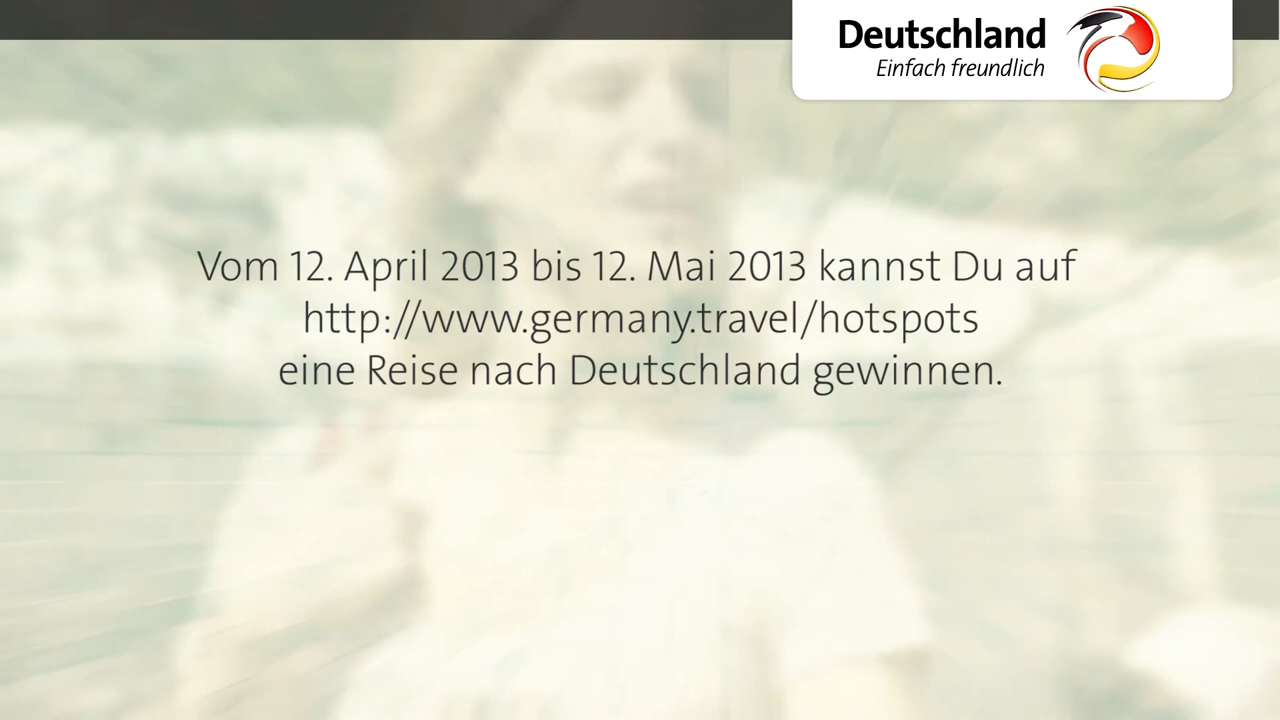 Deutschland
Einfach freundlich
Vom 12. April 2013 bis 12. Mai 2013 kannst Du auf
http://www.germany.travel/hotspots
eine Reise nach Deutschland gewinnen.